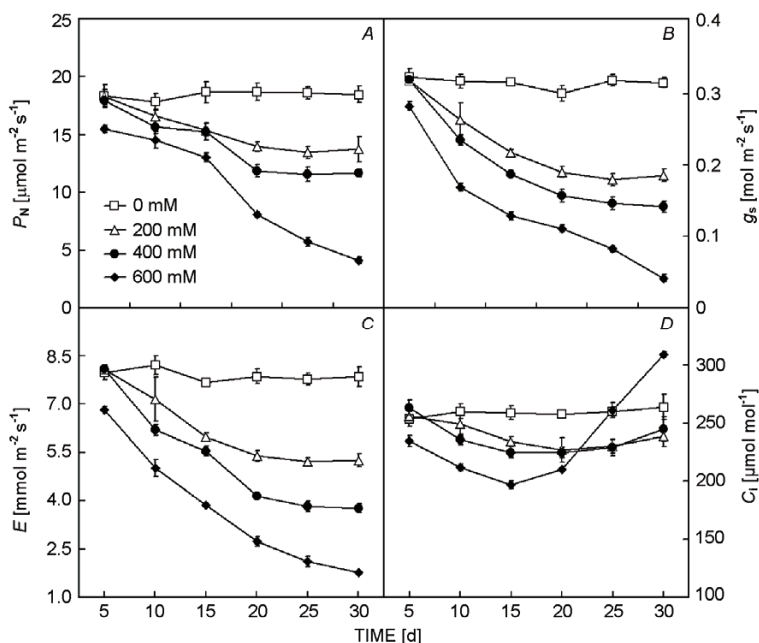 A
B
25
20
15
10
5
0
P_N [μmol m⁻² s⁻¹]
0 mM
200 mM
400 mM
600 mM
0.4
0.3
0.2
0.1
0
g_s [mol m⁻² s⁻¹]
C
D
8.5
7.0
5.5
4.0
2.5
1.0
E [mmol m⁻² s⁻¹]
300
250
200
150
100
C_i [μmol mol⁻¹]
5 10 15 20 25 30
5 10 15 20 25 30
TIME [d]